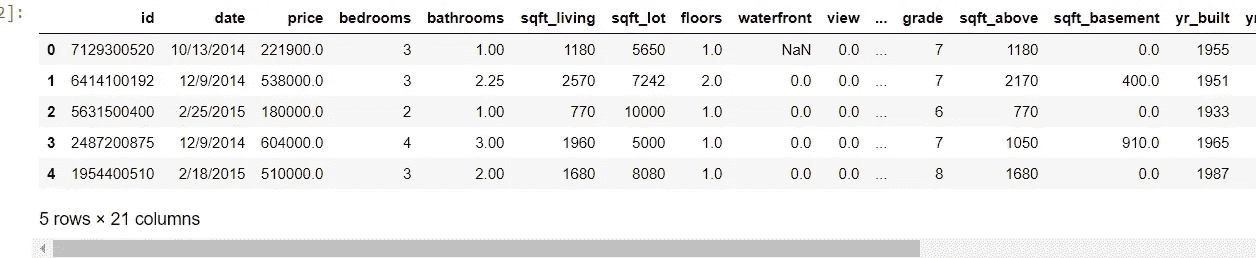 2]:
id date price bedrooms bathrooms sqft_living sqft_lot floors waterfront view ... grade sqft_above sqft_basement yr_built yr
0 7129300520 10/13/2014 221900.0 3 1.00 1180 5650 1.0 NaN 0.0 ... 7 1180 0.0 1955
1 6414100192 12/9/2014 538000.0 3 2.25 2570 7242 2.0 0.0 0.0 ... 7 2170 400.0 1951
2 5631500400 2/25/2015 180000.0 2 1.00 770 10000 1.0 0.0 0.0 ... 6 770 0.0 1933
3 2487200875 12/9/2014 604000.0 4 3.00 1960 5000 1.0 0.0 0.0 ... 7 1050 910.0 1965
4 1954400510 2/18/2015 510000.0 3 2.00 1680 8080 1.0 0.0 0.0 ... 8 1680 0.0 1987
5 rows × 21 columns